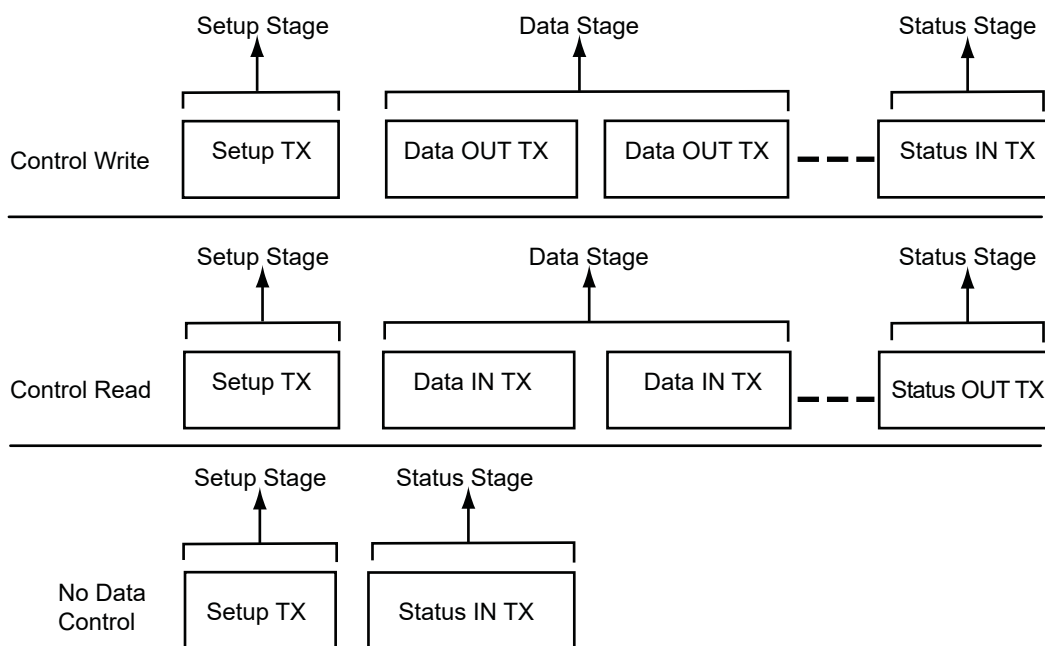 Setup Stage Data Stage Status Stage
Control Write Setup TX Data OUT TX Data OUT TX Status IN TX
Setup Stage Data Stage Status Stage
Control Read Setup TX Data IN TX Data IN TX Status OUT TX
Setup Stage Status Stage
No Data
Control
Setup TX Status IN TX